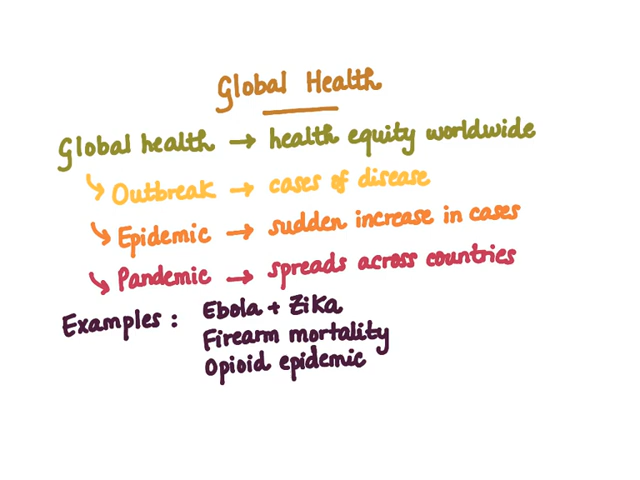 Global Health
Global health → health equity worldwide
↳ Outbreak → cases of disease
↳ Epidemic → sudden increase in cases
↳ Pandemic → spreads across countries
Examples : Ebola + Zika
Firearm mortality
Opioid epidemic